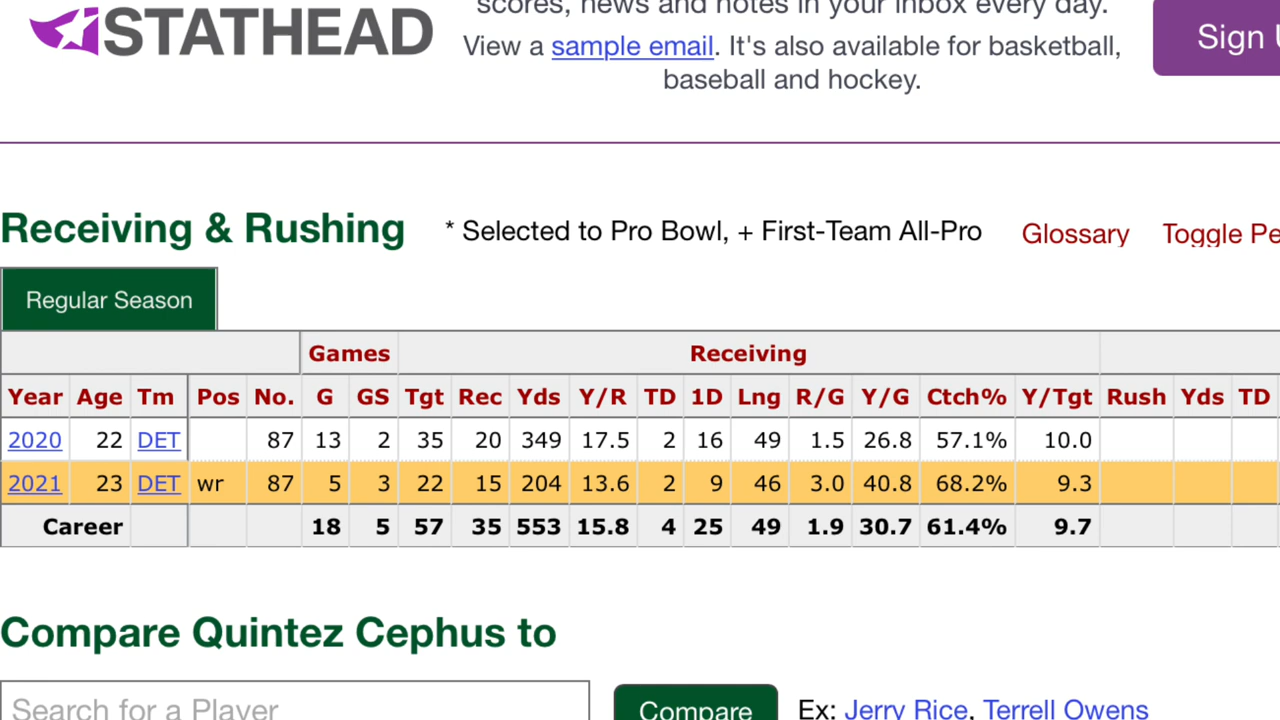 STATHEAD
scores, news and notes in your inbox every day.
View a sample email. It's also available for basketball,
baseball and hockey.
Sign
Receiving & Rushing
* Selected to Pro Bowl, + First-Team All-Pro
Glossary
Toggle Pe
Regular Season
Games Receiving
Year Age Tm Pos No. G GS Tgt Rec Yds Y/R TD 1D Lng R/G Y/G Ctch% Y/Tgt Rush Yds TD
2020 22 DET 87 13 2 35 20 349 17.5 2 16 49 1.5 26.8 57.1% 10.0
2021 23 DET wr 87 5 3 22 15 204 13.6 2 9 46 3.0 40.8 68.2% 9.3
Career 18 5 57 35 553 15.8 4 25 49 1.9 30.7 61.4% 9.7
Compare Quintez Cephus to
Search for a Player
Compare
Ex: Jerry Rice, Terrell Owens